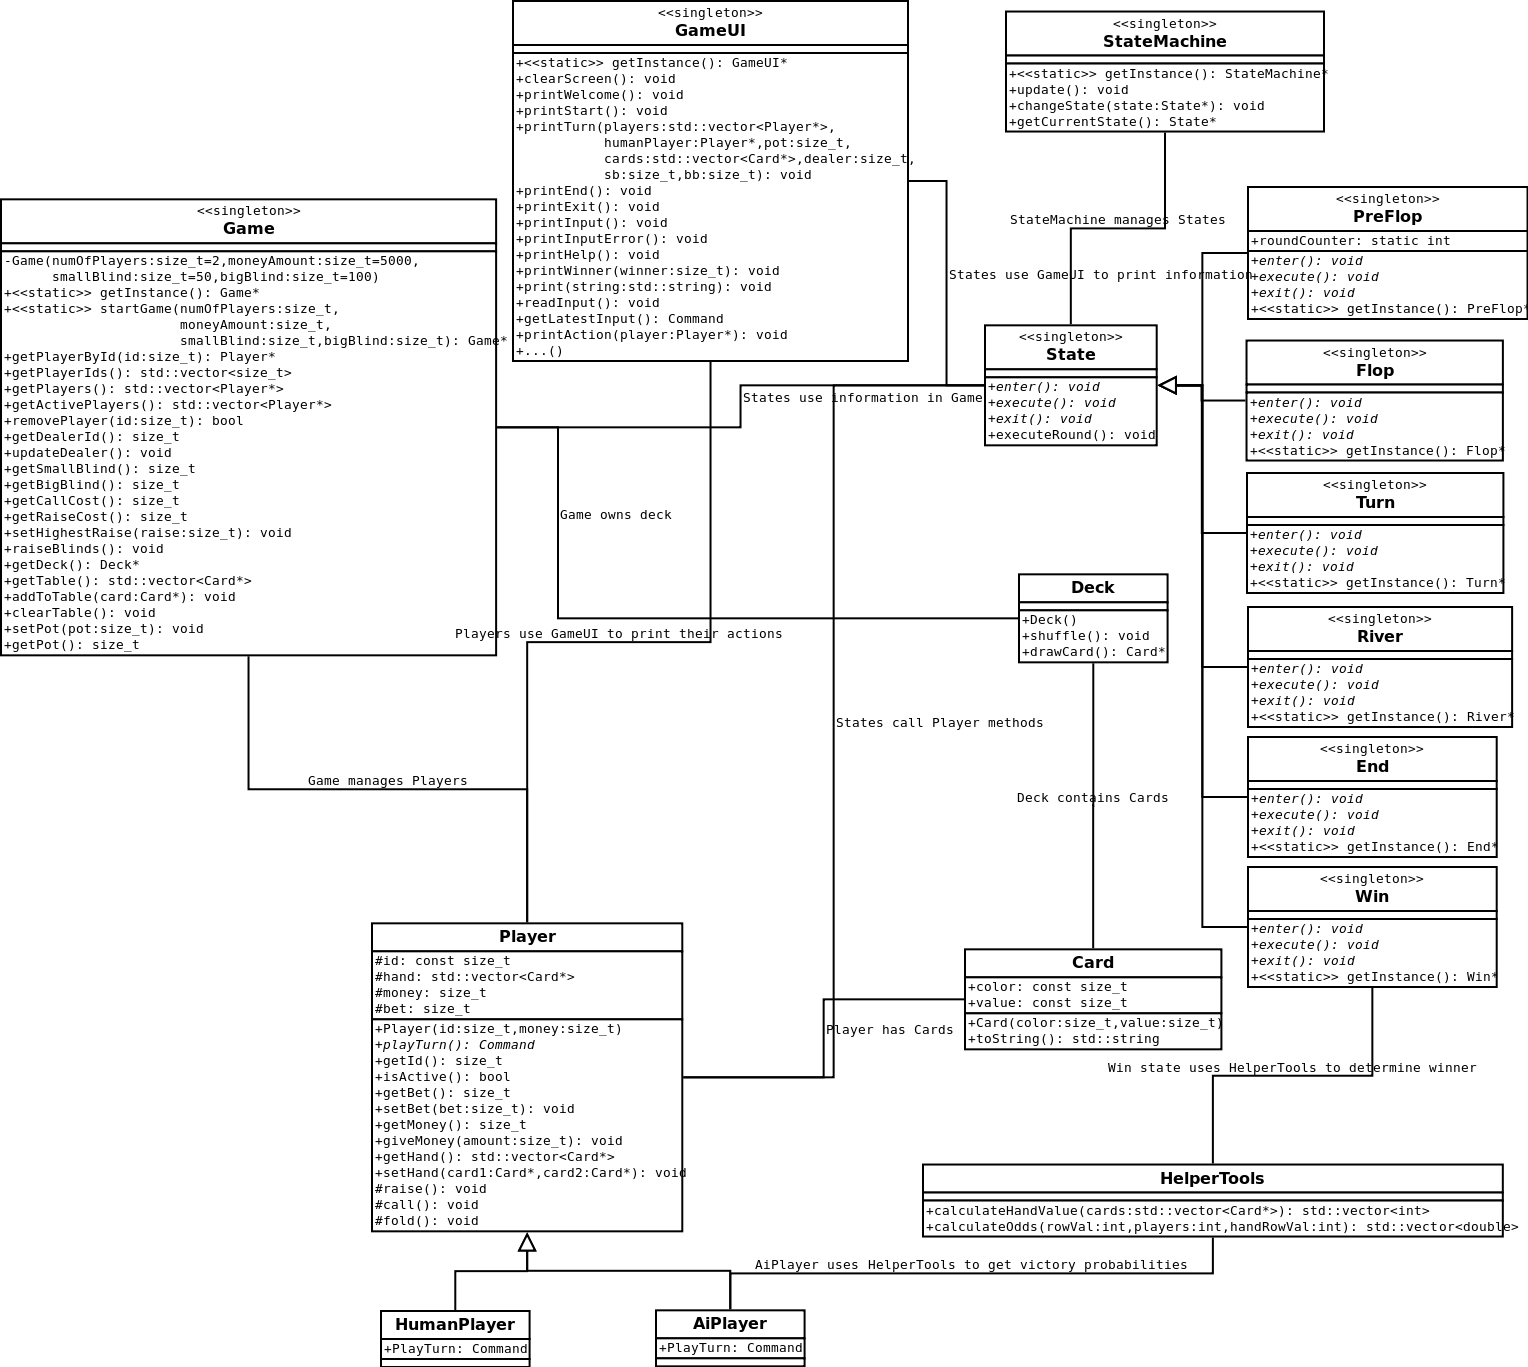 <<singleton>>
GameUI
+<<static>> getInstance(): GameUI*
+clearScreen(): void
+printWelcome(): void
+printStart(): void
+printTurn(players:std::vector<Player*>,
humanPlayer:Player*,pot:size_t,
cards:std::vector<Card*>,dealer:size_t,
sb:size_t,bb:size_t): void
+printEnd(): void
+printExit(): void
+printInput(): void
+printInputError(): void
+printHelp(): void
+printWinner(winner:size_t): void
+print(string:std::string): void
+readInput(): void
+getLatestInput(): Command
+printAction(player:Player*): void
+...()
<<singleton>>
StateMachine
+<<static>> getInstance(): StateMachine*
+update(): void
+changeState(state:State*): void
+getCurrentState(): State*
StateMachine manages States
States use GameUI to print information
<<singleton>>
Game
-Game(numOfPlayers:size_t=2,moneyAmount:size_t=5000,
smallBlind:size_t=50,bigBlind:size_t=100)
+<<static>> getInstance(): Game*
+<<static>> startGame(numOfPlayers:size_t,
moneyAmount:size_t,
smallBlind:size_t,bigBlind:size_t): Game*
+getPlayerById(id:size_t): Player*
+getPlayerIds(): std::vector<size_t>
+getPlayers(): std::vector<Player*>
+getActivePlayers(): std::vector<Player*>
+removePlayer(id:size_t): bool
+getDealerId(): size_t
+updateDealer(): void
+getSmallBlind(): size_t
+getBigBlind(): size_t
+getCallCost(): size_t
+getRaiseCost(): size_t
+setHighestRaise(raise:size_t): void
+raiseBlinds(): void
+getDeck(): Deck*
+getTable(): std::vector<Card*>
+addToTable(card:Card*): void
+clearTable(): void
+setPot(pot:size_t): void
+getPot(): size_t
<<singleton>>
PreFlop
+roundCounter: static int
+enter(): void
+execute(): void
+exit(): void
+<<static>> getInstance(): PreFlop*
<<singleton>>
State
+enter(): void
+execute(): void
+exit(): void
+executeRound(): void
States use information in Game
<<singleton>>
Flop
+enter(): void
+execute(): void
+exit(): void
+<<static>> getInstance(): Flop*
<<singleton>>
Turn
+enter(): void
+execute(): void
+exit(): void
+<<static>> getInstance(): Turn*
Game owns deck
Deck
+Deck()
+shuffle(): void
+drawCard(): Card*
<<singleton>>
River
+enter(): void
+execute(): void
+exit(): void
+<<static>> getInstance(): River*
Players use GameUI to print their actions
States call Player methods
<<singleton>>
End
+enter(): void
+execute(): void
+exit(): void
+<<static>> getInstance(): End*
Game manages Players
Deck contains Cards
<<singleton>>
Win
+enter(): void
+execute(): void
+exit(): void
+<<static>> getInstance(): Win*
Player
#id: const size_t
#hand: std::vector<Card*>
#money: size_t
#bet: size_t
+Player(id:size_t,money:size_t)
+playTurn(): Command
+getId(): size_t
+isActive(): bool
+getBet(): size_t
+setBet(bet:size_t): void
+getMoney(): size_t
+giveMoney(amount:size_t): void
+getHand(): std::vector<Card*>
+setHand(card1:Card*,card2:Card*): void
#raise(): void
#call(): void
#fold(): void
Card
+color: const size_t
+value: const size_t
+Card(color:size_t,value:size_t)
+toString(): std::string
Player has Cards
Win state uses HelperTools to determine winner
HelperTools
+calculateHandValue(cards:std::vector<Card*>): std::vector<int>
+calculateOdds(rowVal:int,players:int,handRowVal:int): std::vector<double>
AiPlayer uses HelperTools to get victory probabilities
HumanPlayer
+PlayTurn: Command
AiPlayer
+PlayTurn: Command